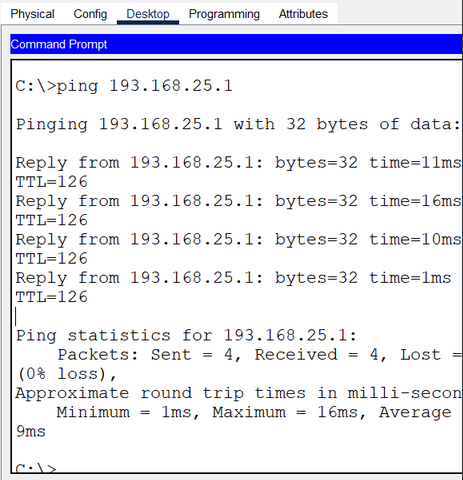 Physical Config Desktop Programming Attributes
Command Prompt
C:\>ping 193.168.25.1
Pinging 193.168.25.1 with 32 bytes of data:
Reply from 193.168.25.1: bytes=32 time=11ms
TTL=126
Reply from 193.168.25.1: bytes=32 time=16ms
TTL=126
Reply from 193.168.25.1: bytes=32 time=10ms
TTL=126
Reply from 193.168.25.1: bytes=32 time=1ms
TTL=126
Ping statistics for 193.168.25.1:
Packets: Sent = 4, Received = 4, Lost =
(0% loss),
Approximate round trip times in milli-secon
Minimum = 1ms, Maximum = 16ms, Average
9ms
C:\>